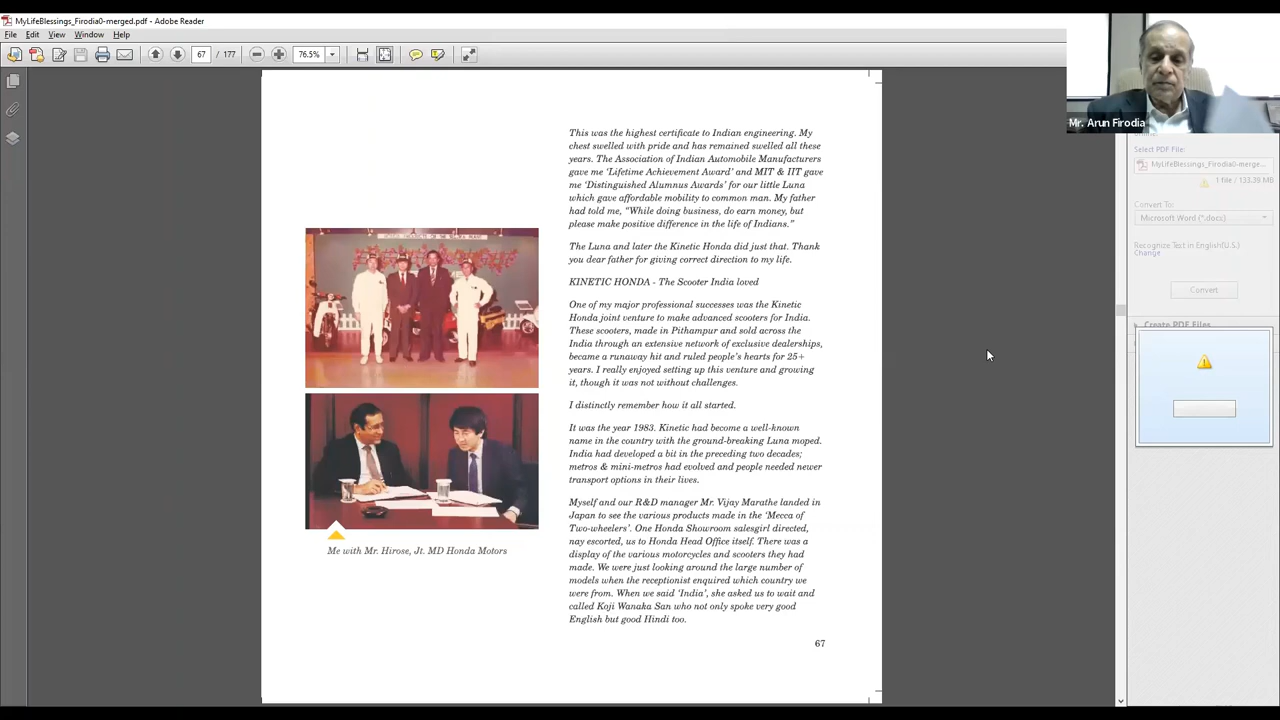 MyLifeBlessings_Firodia0-merged.pdf - Adobe Reader
File Edit View Window Help
67 / 177 76.5%
Mr. Arun Firodia
Select PDF File:
MyLifeBlessings_Firodia0-merge...
1 file / 133.39 MB
Convert To:
Microsoft Word (*.docx)
Recognize Text in English(U.S.)
Change
Convert
Create PDF Files
This was the highest certificate to Indian engineering. My
chest swelled with pride and has remained swelled all these
years. The Association of Indian Automobile Manufacturers
gave me ‘Lifetime Achievement Award’ and MIT & IIT gave
me ‘Distinguished Alumnus Awards’ for our little Luna
which gave affordable mobility to common man. My father
had told me, “While doing business, do earn money, but
please make positive difference in the life of Indians.”
The Luna and later the Kinetic Honda did just that. Thank
you dear father for giving correct direction to my life.
KINETIC HONDA - The Scooter India loved
One of my major professional successes was the Kinetic
Honda joint venture to make advanced scooters for India.
These scooters, made in Pithampur and sold across the
India through an extensive network of exclusive dealerships,
became a runaway hit and ruled people’s hearts for 25+
years. I really enjoyed setting up this venture and growing
it, though it was not without challenges.
I distinctly remember how it all started.
It was the year 1983. Kinetic had become a well-known
name in the country with the ground-breaking Luna moped.
India had developed a bit in the preceding two decades;
metros & mini-metros had evolved and people needed newer
transport options in their lives.
Myself and our R&D manager Mr. Vijay Marathe landed in
Japan to see the various products made in the ‘Mecca of
Two-wheelers’. One Honda Showroom salesgirl directed,
nay escorted, us to Honda Head Office itself. There was a
display of the various motorcycles and scooters they had
made. We were just looking around the large number of
models when the receptionist enquired which country we
were from. When we said ‘India’, she asked us to wait and
called Koji Wanaka San who not only spoke very good
English but good Hindi too.
Me with Mr. Hirose, Jt. MD Honda Motors
67